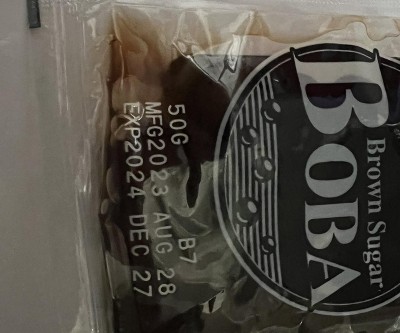 50G B7
MFG2023 AUG 28
EXP2024 DEC 27
Brown Sugar
BOBA